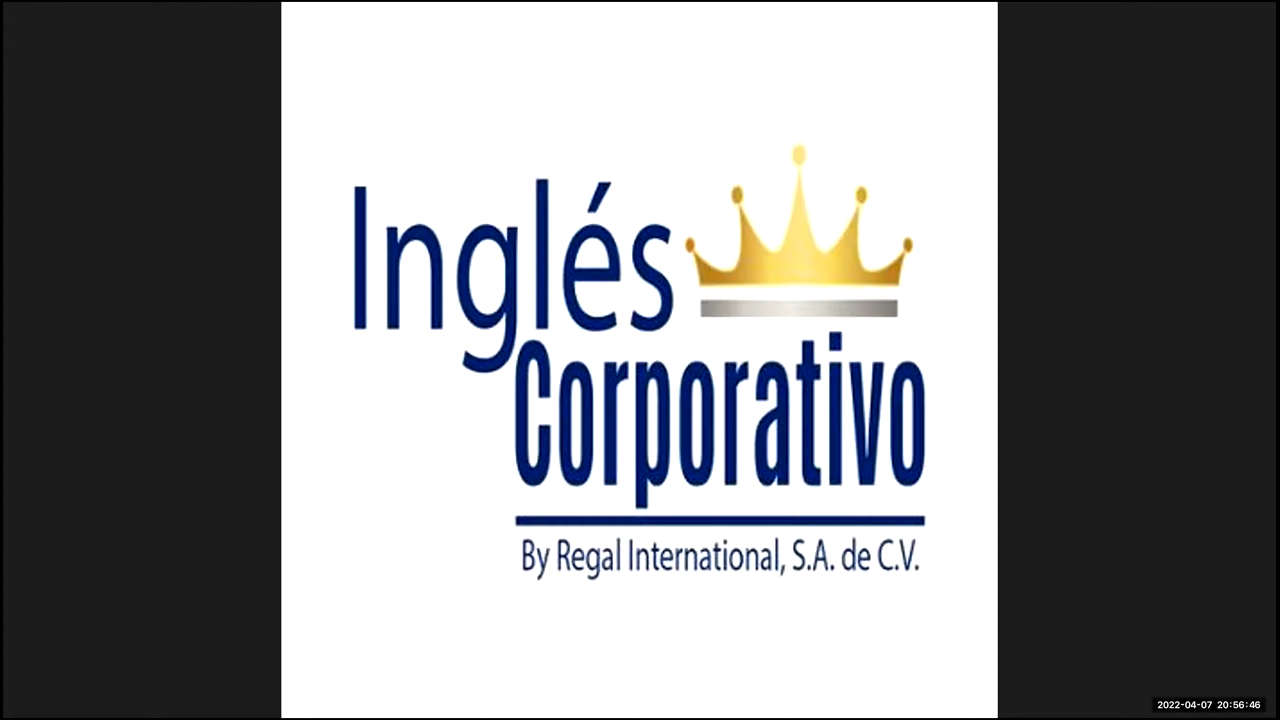 Inglés
Corporativo
By Regal International, S.A. de C.V.
2022-04-07 20:56:46